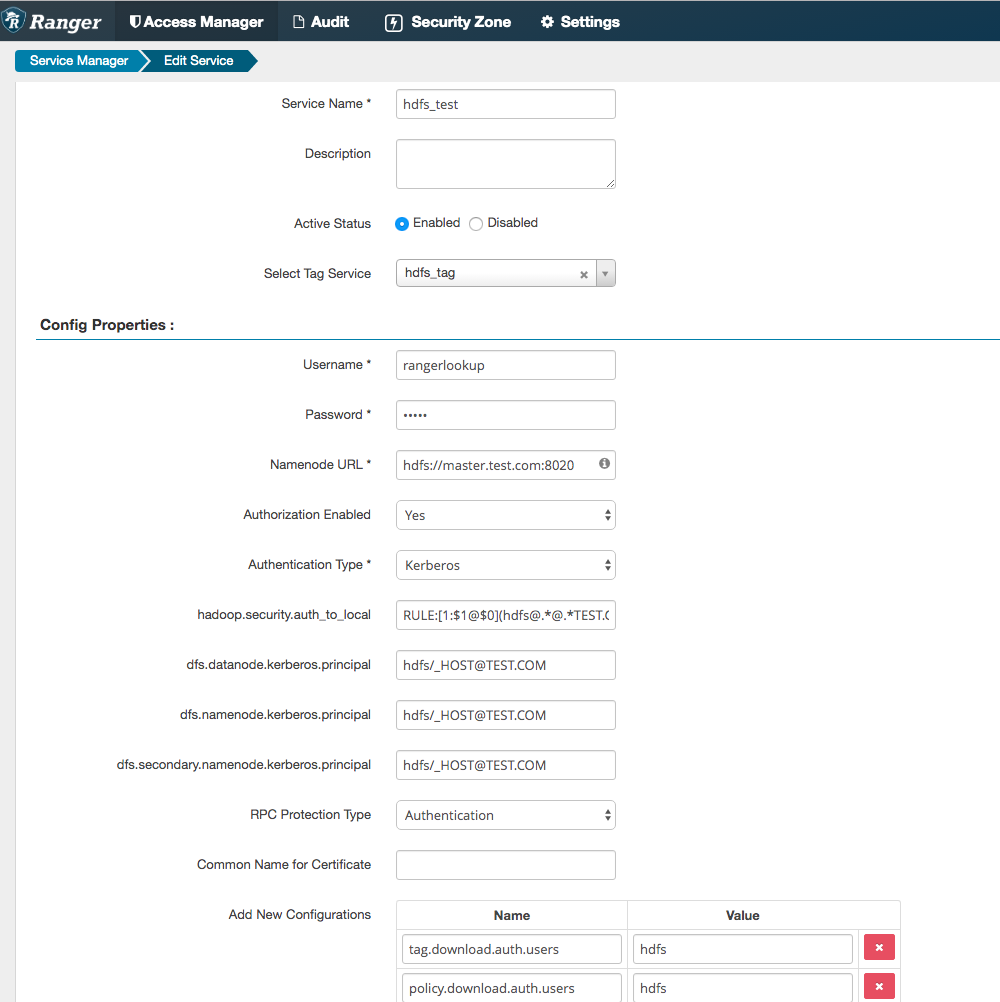 Ranger Access Manager Audit Security Zone Settings
Service Manager Edit Service
Service Name * hdfs_test
Description
Active Status Enabled Disabled
Select Tag Service hdfs_tag
Config Properties :
Username * rangerlookup
Password * •••••
Namenode URL * hdfs://master.test.com:8020
Authorization Enabled Yes
Authentication Type * Kerberos
hadoop.security.auth_to_local RULE:[1:$1@$0](hdfs@.*@.*TEST.C
dfs.datanode.kerberos.principal hdfs/_HOST@TEST.COM
dfs.namenode.kerberos.principal hdfs/_HOST@TEST.COM
dfs.secondary.namenode.kerberos.principal hdfs/_HOST@TEST.COM
RPC Protection Type Authentication
Common Name for Certificate
Add New Configurations Name Value
tag.download.auth.users hdfs
policy.download.auth.users hdfs